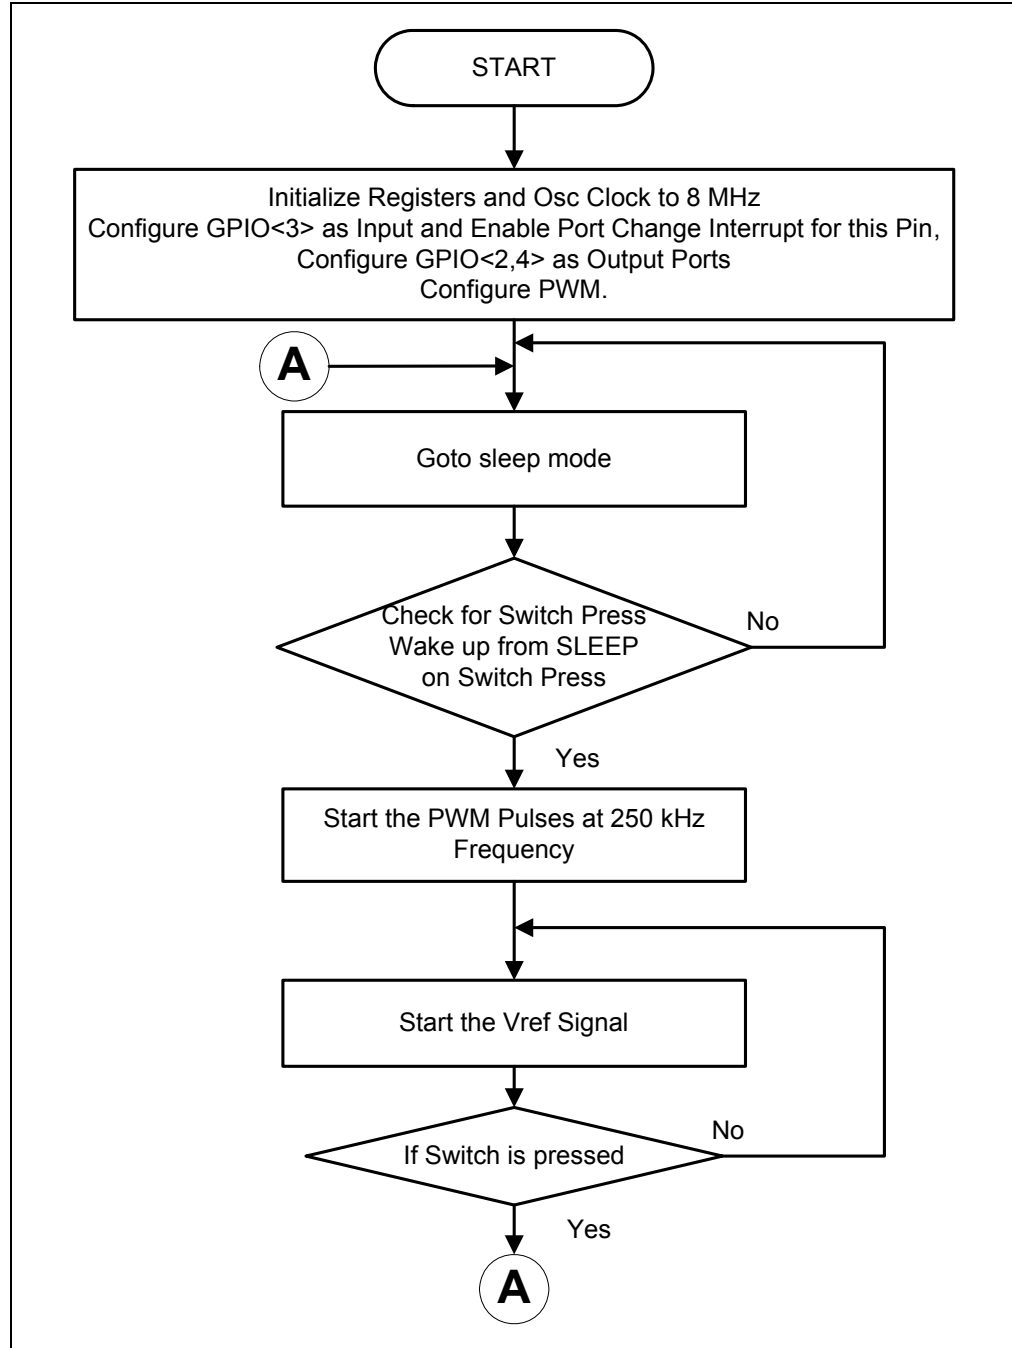 START
Initialize Registers and Osc Clock to 8 MHz
Configure GPIO<3> as Input and Enable Port Change Interrupt for this Pin,
Configure GPIO<2,4> as Output Ports
Configure PWM.
A
Goto sleep mode
Check for Switch Press
Wake up from SLEEP
on Switch Press
No
Yes
Start the PWM Pulses at 250 kHz
Frequency
Start the Vref Signal
If Switch is pressed
No
Yes
A